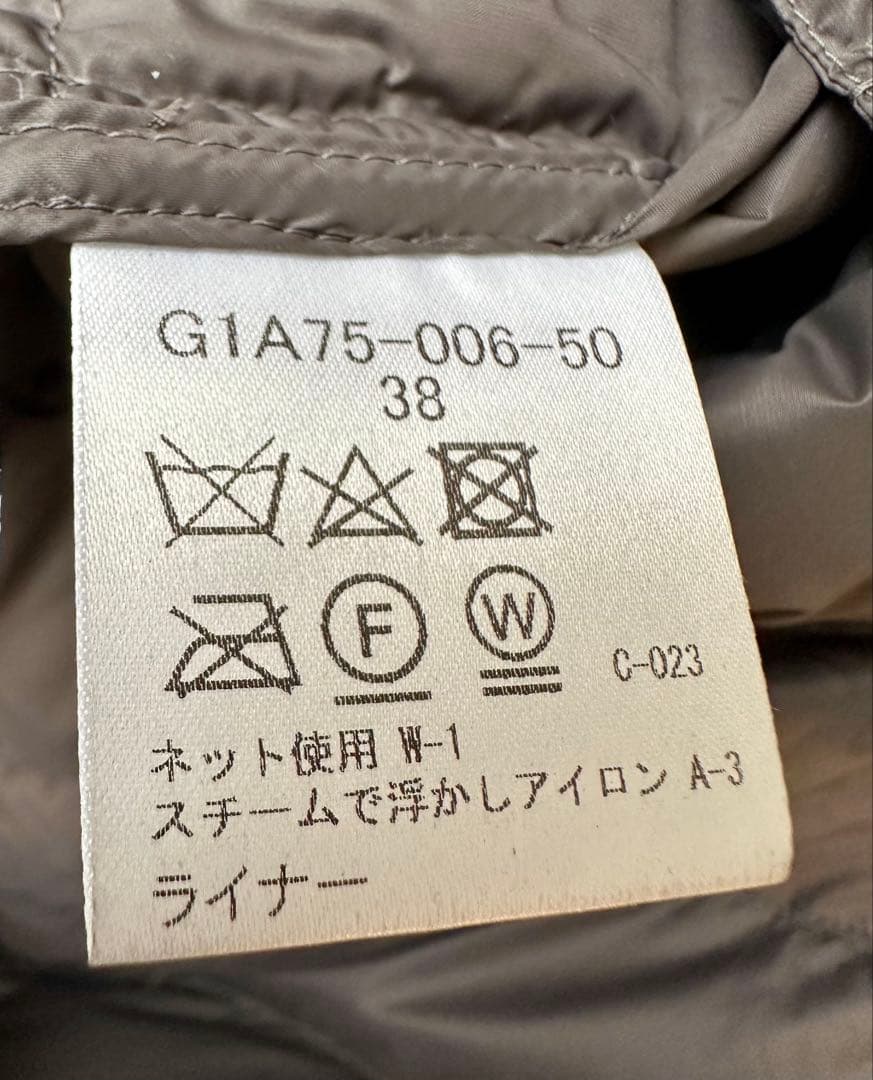 G1A75-006-50
38
F W C-023
ネット使用 W-1
スチームで浮かしアイロン A-3
ライナー